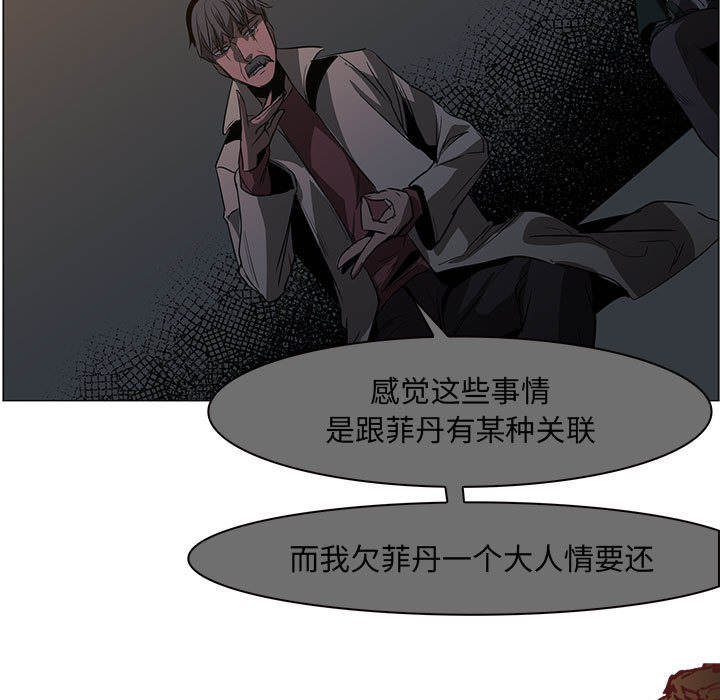 感觉这些事情
是跟菲丹有某种关联
而我欠菲丹一个大人情要还